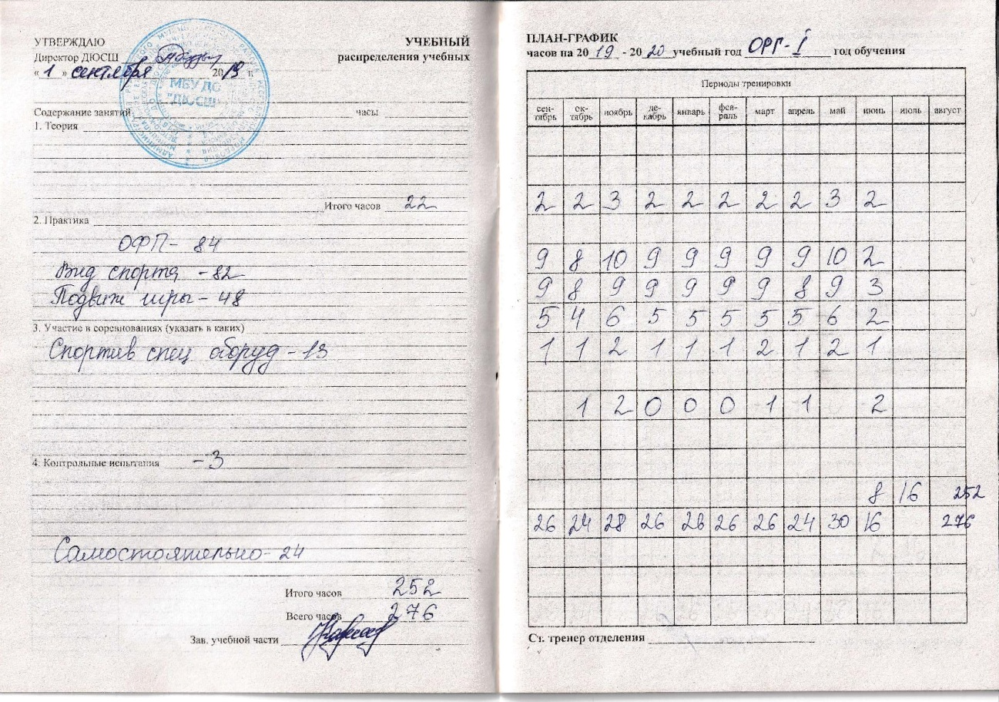 УТВЕРЖДАЮ
УЧЕБНЫЙ
Директор ДЮСШ
распределения учебных
« 1 » сентября 2019 г.
МБУ ДО
"ДЮСШ"
Содержание занятий часы
1. Теория
Итого часов 22
2. Практика
ОФП- 84
Вид спорта -82
Подвиж игры - 48
3. Участие в соревнованиях (указать в каких)
Спортив спец оборуд -13
4. Контрольные испытания -3
Самостоятельно- 24
Итого часов 252
Всего часов 276
Зав. учебной части
ПЛАН-ГРАФИК
часов на 20 19 - 20 20 учебный год ОРГ-I год обучения
Периоды тренировки
сен-тябрь ок-тябрь ноябрь де-кабрь январь фев-раль март апрель май июнь июль август
2 2 3 2 2 2 2 2 3 2
9 8 10 9 9 9 9 9 10 2
9 8 9 9 9 9 9 8 9 3
5 4 6 5 5 5 5 5 6 2
1 1 2 1 1 1 2 1 2 1
1 2 0 0 0 1 1 2
8 16 252
26 24 28 26 26 26 26 24 30 16 276
Ст. тренер отделения